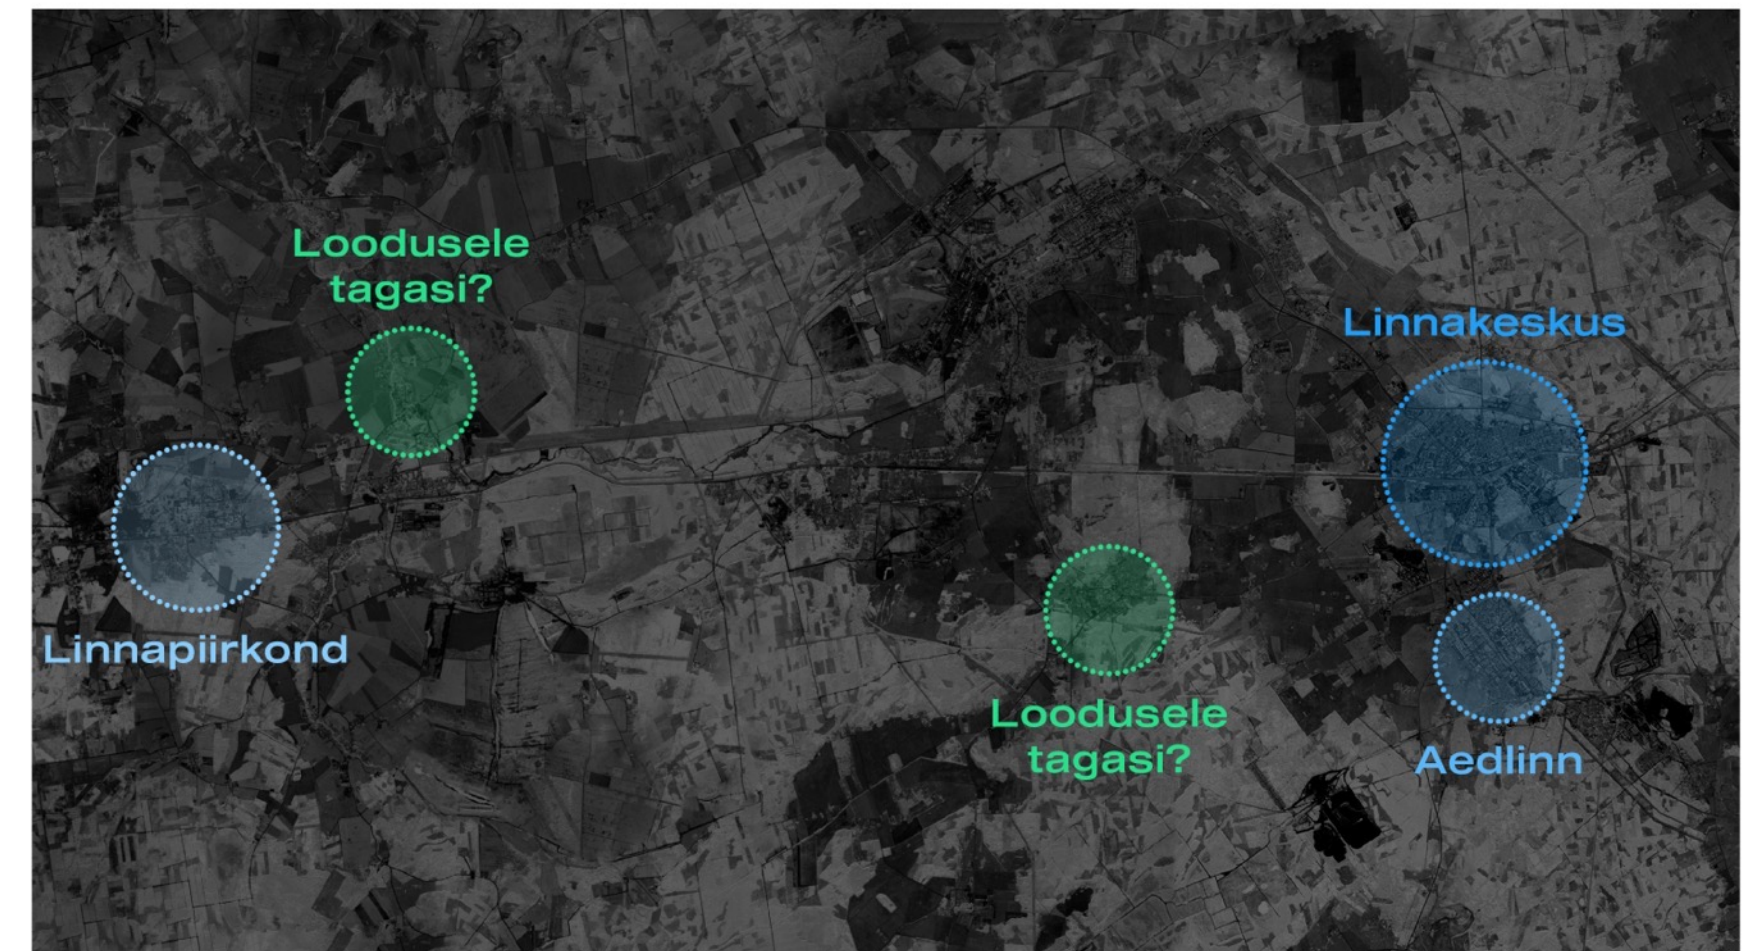 Loodusele
tagasi?
Linnakeskus
Linnapiirkond
Loodusele
tagasi?
Aedlinn